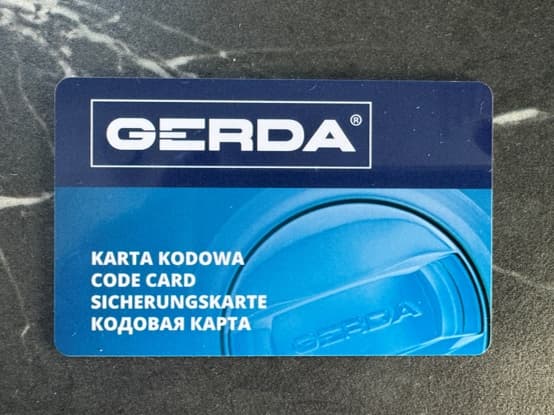 GERDA®
KARTA KODOWA
CODE CARD
SICHERUNGSKARTE
КОДОВАЯ КАРТА
GERDA